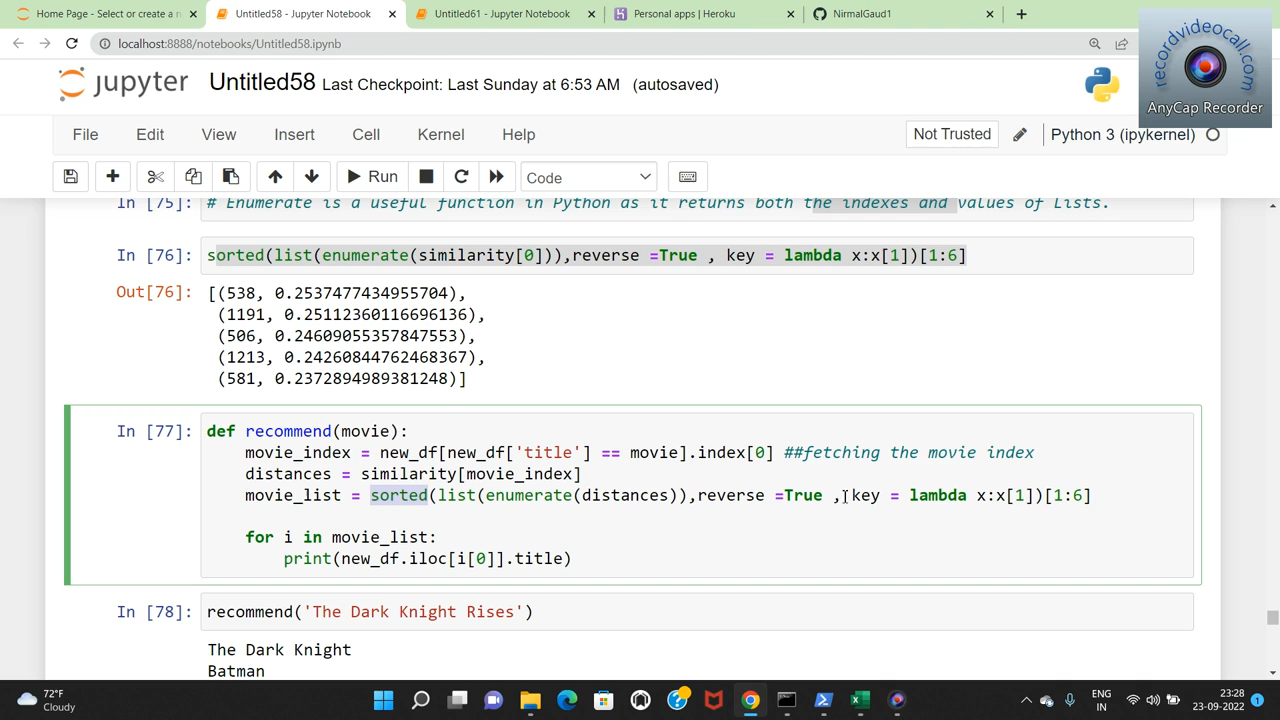 Home Page - Select or create a n
Untitled58 - Jupyter Notebook
Untitled61 - Jupyter Notebook
Personal apps | Heroku
NirmalGaud1
localhost:8888/notebooks/Untitled58.ipynb
recordvideocall.com
AnyCap Recorder
jupyter Untitled58 Last Checkpoint: Last Sunday at 6:53 AM (autosaved)
File Edit View Insert Cell Kernel Help
Not Trusted Python 3 (ipykernel)
Run Code
In [75]: # Enumerate is a useful function in Python as it returns both the indexes and values of Lists.
In [76]: sorted(list(enumerate(similarity[0])),reverse =True , key = lambda x:x[1])[1:6]
Out[76]: [(538, 0.2537477434955704),
(1191, 0.25112360116696136),
(506, 0.24609055357847553),
(1213, 0.24260844762468367),
(581, 0.2372894989381248)]
In [77]: def recommend(movie):
movie_index = new_df[new_df['title'] == movie].index[0] ##fetching the movie index
distances = similarity[movie_index]
movie_list = sorted(list(enumerate(distances)),reverse =True , key = lambda x:x[1])[1:6]
for i in movie_list:
print(new_df.iloc[i[0]].title)
In [78]: recommend('The Dark Knight Rises')
The Dark Knight
Batman
72°F
Cloudy
ENG
IN
23:28
23-09-2022